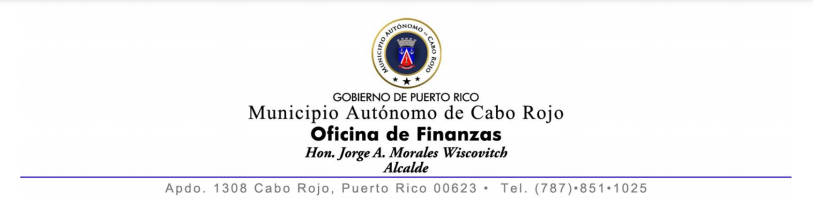 MUNICIPIO AUTÓNOMO DE CABO ROJO
GOBIERNO DE PUERTO RICO
Municipio Autónomo de Cabo Rojo
Oficina de Finanzas
Hon. Jorge A. Morales Wiscovitch
Alcalde
Apdo. 1308 Cabo Rojo, Puerto Rico 00623 • Tel. (787)•851•1025